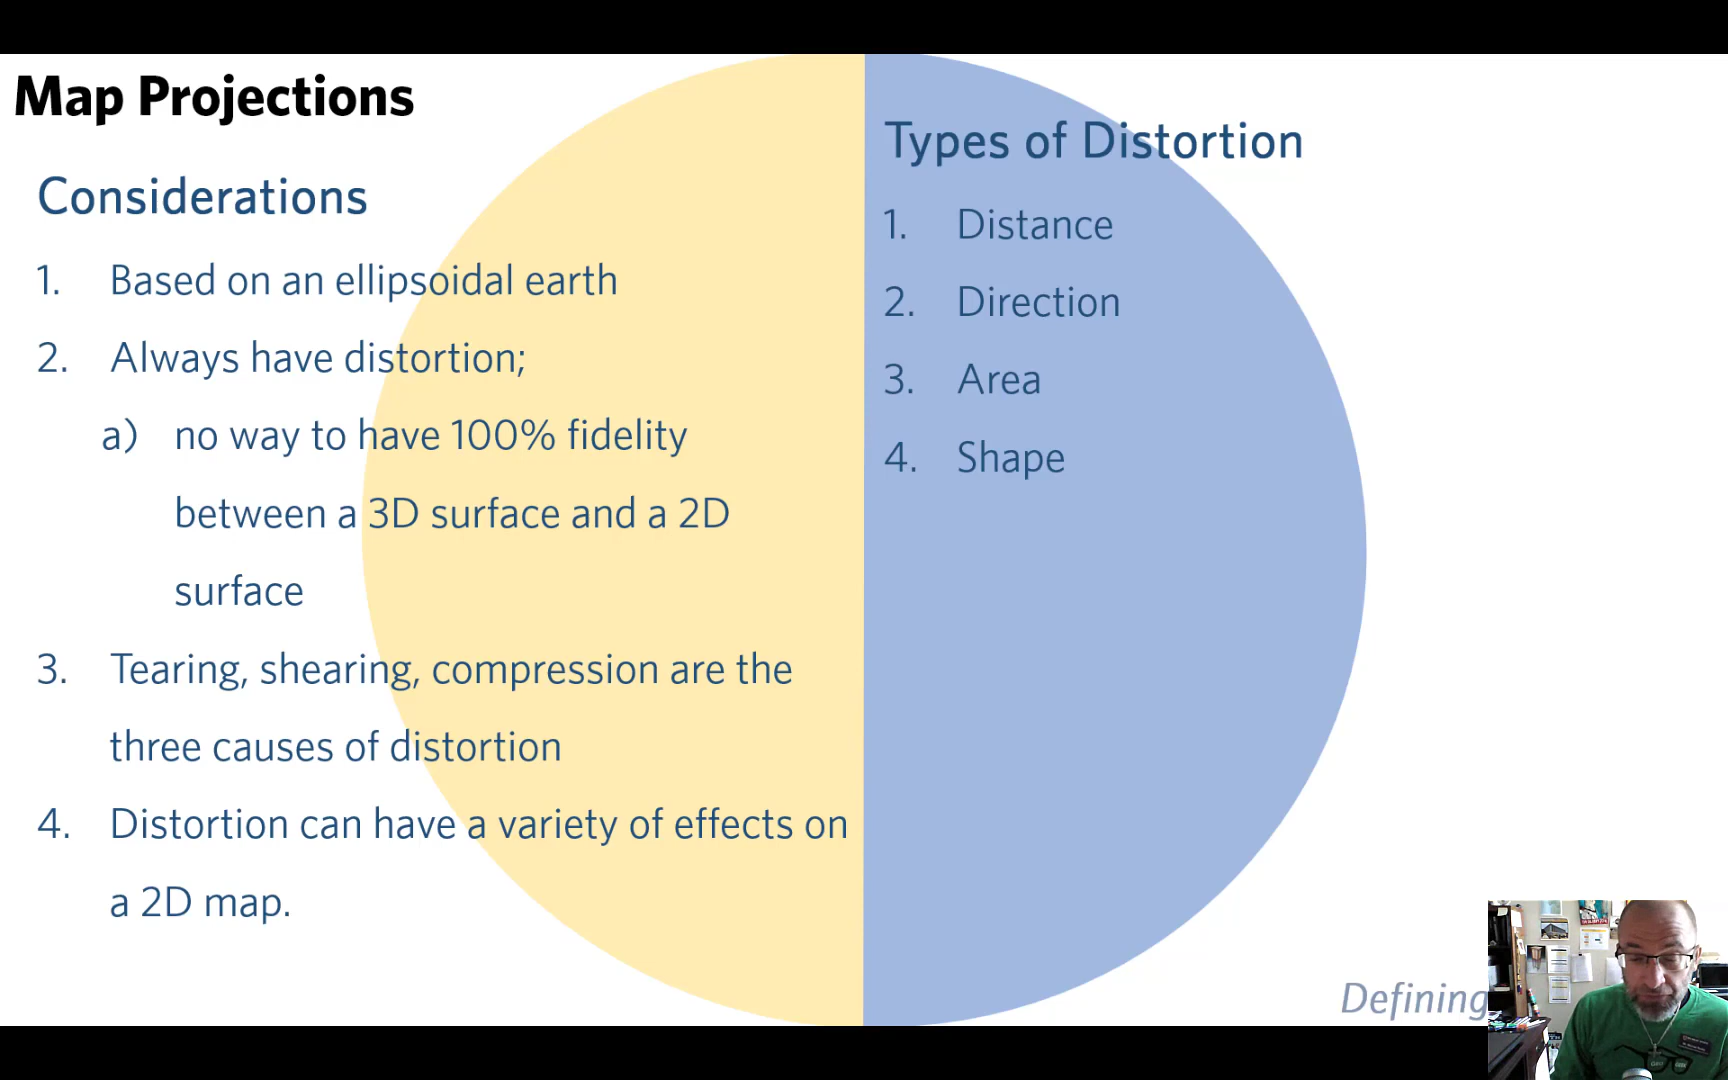 Map Projections
Considerations
1. Based on an ellipsoidal earth
2. Always have distortion;
a) no way to have 100% fidelity
between a 3D surface and a 2D
surface
3. Tearing, shearing, compression are the
three causes of distortion
4. Distortion can have a variety of effects on
a 2D map.
Types of Distortion
1. Distance
2. Direction
3. Area
4. Shape
Defining